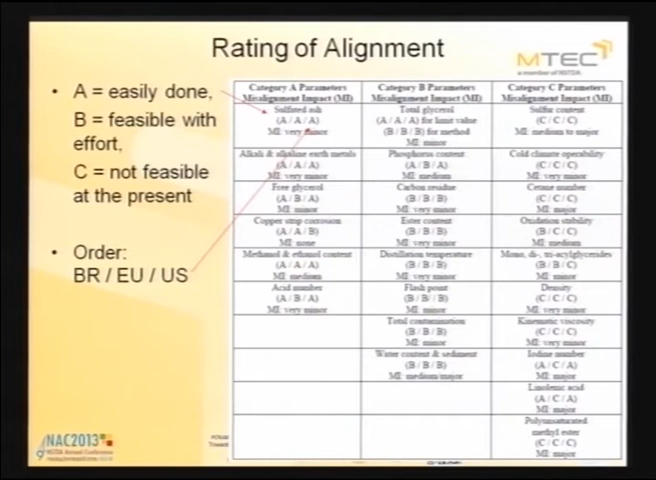 Rating of Alignment
MTEC
a member of NSTDA
• A = easily done,
B = feasible with
effort,
C = not feasible
at the present
• Order:
BR / EU / US
Category A Parameters
Misalignment Impact (MI)
Category B Parameters
Misalignment Impact (MI)
Category C Parameters
Misalignment Impact (MI)
Sulfated ash
(A / A / A)
MI: very minor
Total glycerol
(A / A / A) for limit value
(B / B / B) for method
MI: minor
Sulfur content
(C / C / C)
MI: medium to major
Alkali & alkaline earth metals
(A / A / A)
MI: very minor
Phosphorus content
(A / B / A)
MI: medium
Cold climate operability
(C / C / C)
MI: very minor
Free glycerol
(A / B / A)
MI: minor
Carbon residue
(B / B / B)
MI: very minor
Cetane number
(C / C / C)
MI: major
Copper strip corrosion
(A / A / B)
MI: none
Ester content
(B / B / B)
MI: very minor
Oxidation stability
(B / C / C)
MI: medium
Methanol & ethanol content
(A / A / A)
MI: medium
Distillation temperature
(B / B / B)
MI: very minor
Mono, di-, tri-acylglycerides
(B / B / C)
MI: very minor
Acid number
(A / B / A)
MI: very minor
Flash point
(B / B / B)
MI: minor
Density
(C / C / C)
MI: very minor
Total contamination
(B / B / B)
MI: minor
Kinematic viscosity
(C / C / C)
MI: very minor
Water content & sediment
(B / B / B)
MI: medium/major
Iodine number
(A / C / A)
MI: major
Linolenic acid
(A / C / A)
MI: major
Polyunsaturated
methyl ester
(C / C / C)
MI: major
NAC2013
NSTDA Annual Conference